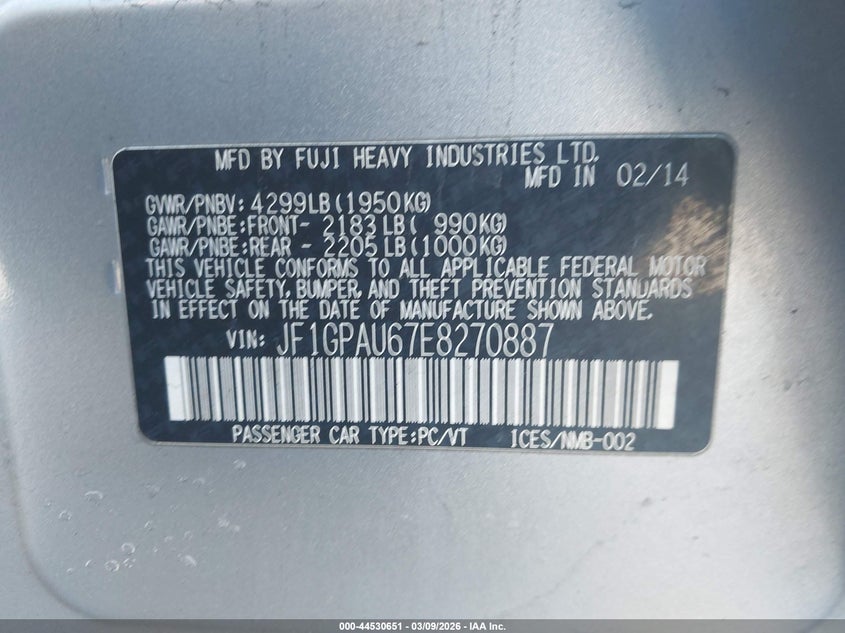 MFD BY FUJI HEAVY INDUSTRIES LTD.
MFD IN 02/14
GVWR/PNBV: 4299LB(1950KG)
GAWR/PNBE:FRONT- 2183LB( 990KG)
GAWR/PNBE:REAR - 2205LB(1000KG)
THIS VEHICLE CONFORMS TO ALL APPLICABLE FEDERAL MOTOR
VEHICLE SAFETY, BUMPER, AND THEFT PREVENTION STANDARDS
IN EFFECT ON THE DATE OF MANUFACTURE SHOWN ABOVE.
VIN: JF1GPAU67E8270887
PASSENGER CAR TYPE:PC/VT ICES/NMB-002
000-44530651 | 03/09/2026 - IAA Inc.